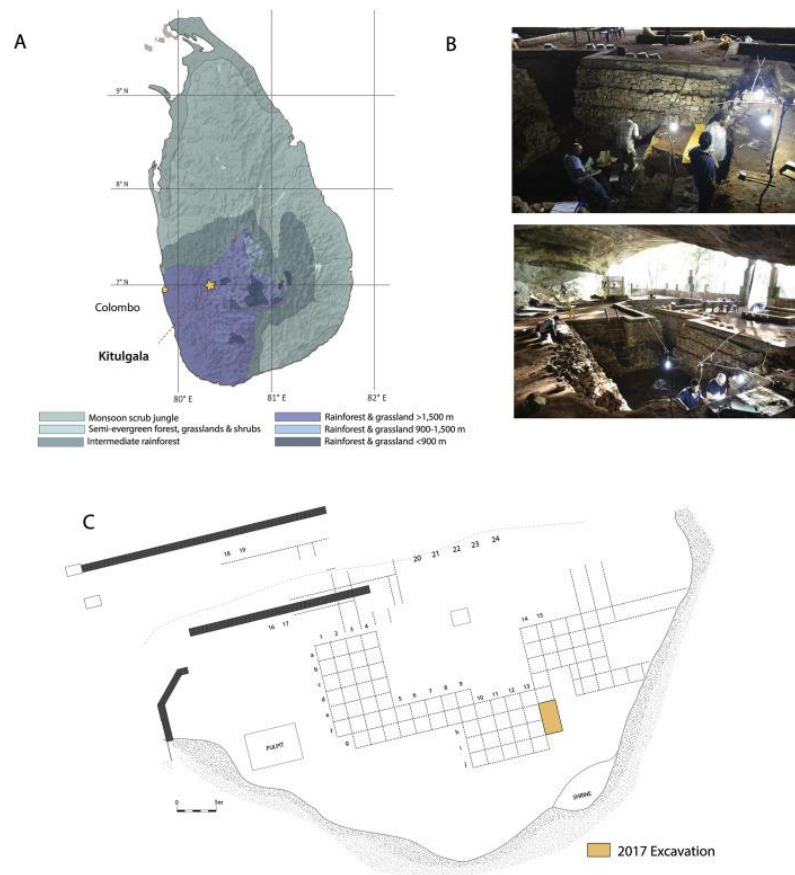 A
B
9° N
8° N
7° N
Colombo
Kitulgala
80° E
81° E
82° E
Monsoon scrub jungle
Semi-evergreen forest, grasslands & shrubs
Intermediate rainforest
Rainforest & grassland >1,500 m
Rainforest & grassland 900-1,500 m
Rainforest & grassland <900 m
C
18 19
20 21 22 23 24
16 17
14 15
1 2 3 4
a
b
c
d
e
f
g
5 6 7 8 9
10 11 12 13
h
i
j
PULPIT
SHRINE
0 5m
2017 Excavation